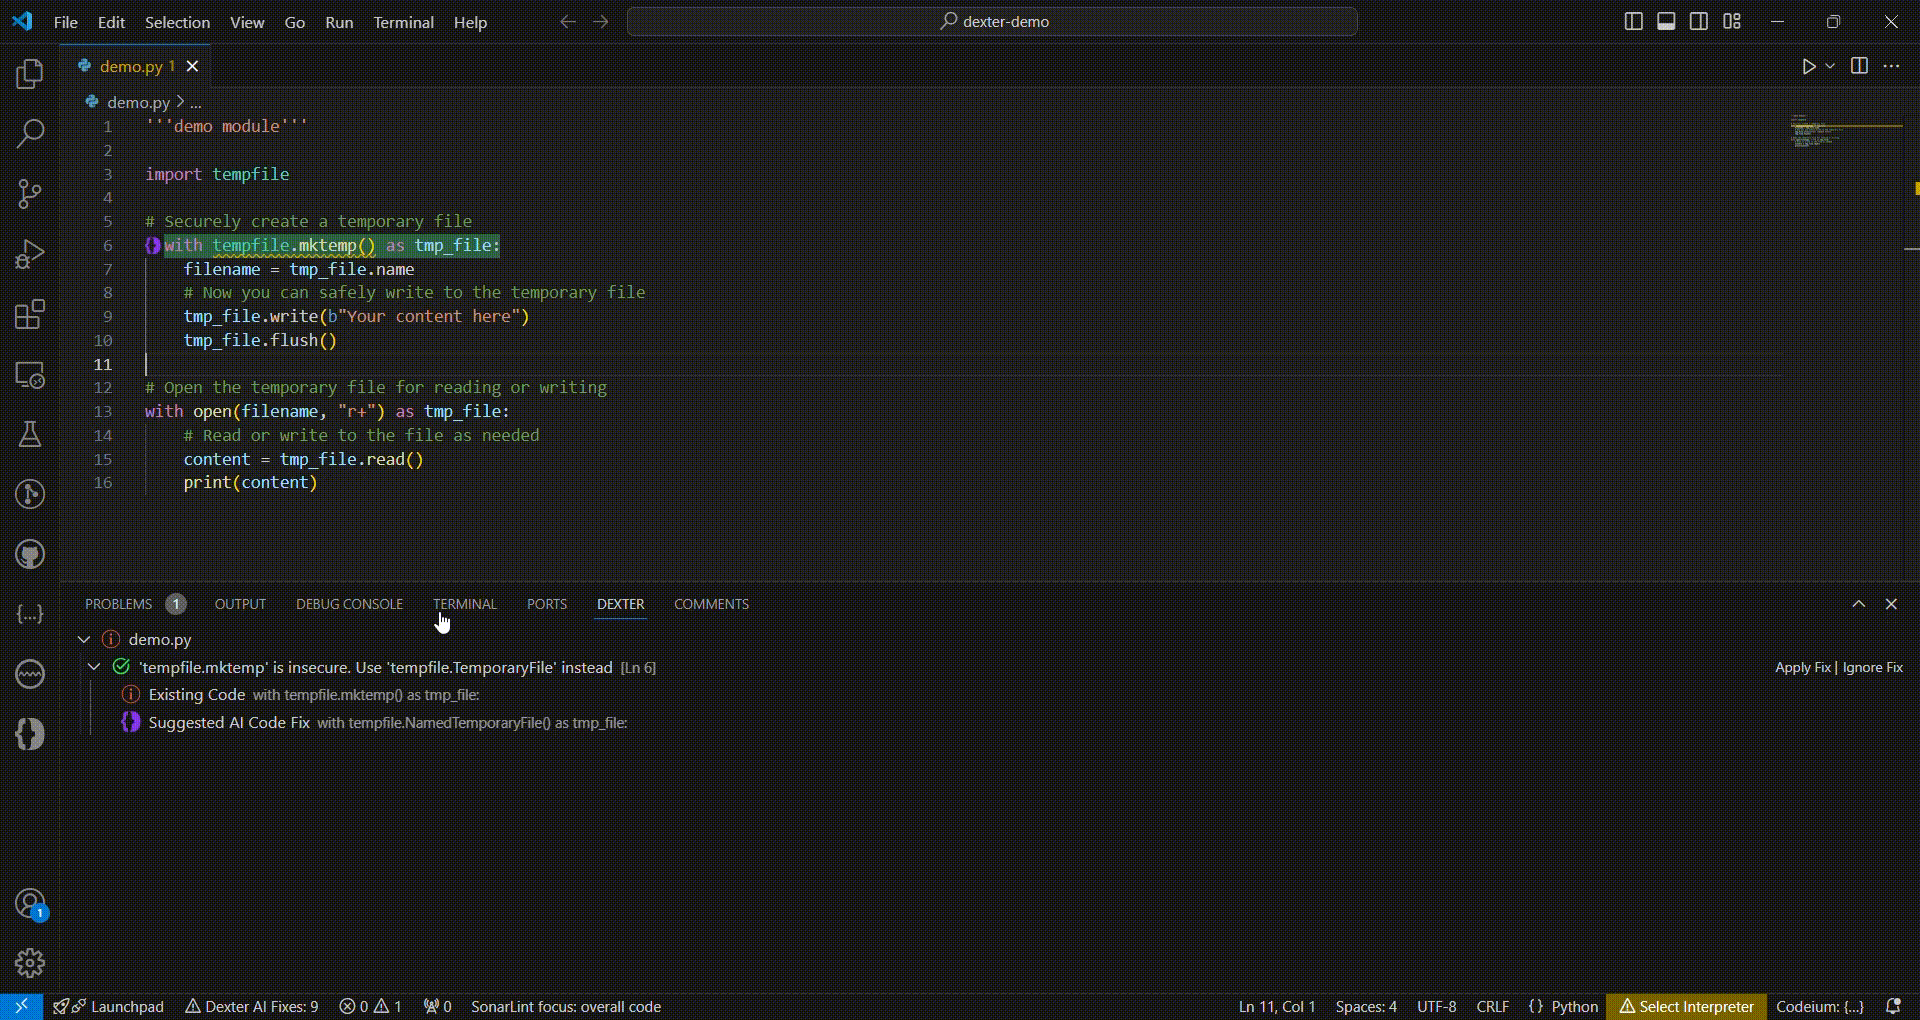 File Edit Selection View Go Run Terminal Help dexter-demo
demo.py 1
demo.py > ...
1 '''demo module'''
2
3 import tempfile
4
5 # Securely create a temporary file
6 with tempfile.mktemp() as tmp_file:
7 filename = tmp_file.name
8 # Now you can safely write to the temporary file
9 tmp_file.write(b"Your content here")
10 tmp_file.flush()
11
12 # Open the temporary file for reading or writing
13 with open(filename, "r+") as tmp_file:
14 # Read or write to the file as needed
15 content = tmp_file.read()
16 print(content)
PROBLEMS 1 OUTPUT DEBUG CONSOLE TERMINAL PORTS DEXTER COMMENTS
demo.py
'tempfile.mktemp' is insecure. Use 'tempfile.TemporaryFile' instead [Ln 6] Apply Fix | Ignore Fix
Existing Code with tempfile.mktemp() as tmp_file:
Suggested AI Code Fix with tempfile.NamedTemporaryFile() as tmp_file:
1
Launchpad Dexter AI Fixes: 9 0 1 0 SonarLint focus: overall code Ln 11, Col 1 Spaces: 4 UTF-8 CRLF {} Python Select Interpreter Codeium: {...}